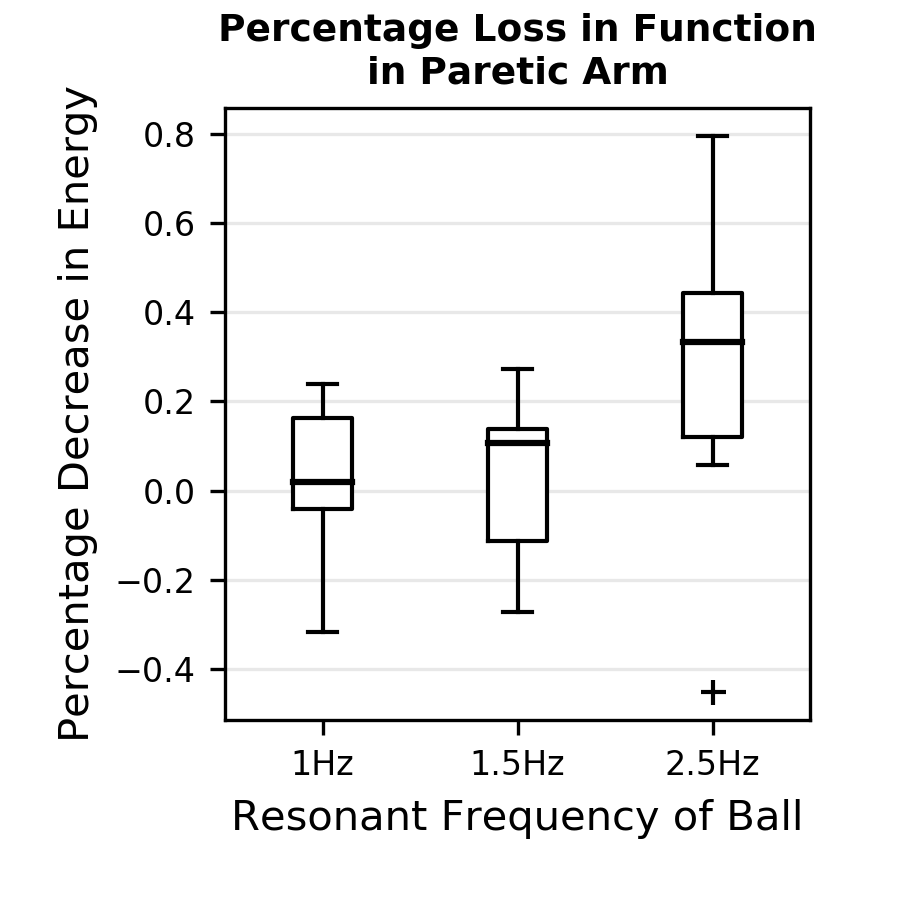 Percentage Loss in Function
in Paretic Arm
Percentage Decrease in Energy
0.8
0.6
0.4
0.2
0.0
−0.2
−0.4
1Hz 1.5Hz 2.5Hz
Resonant Frequency of Ball